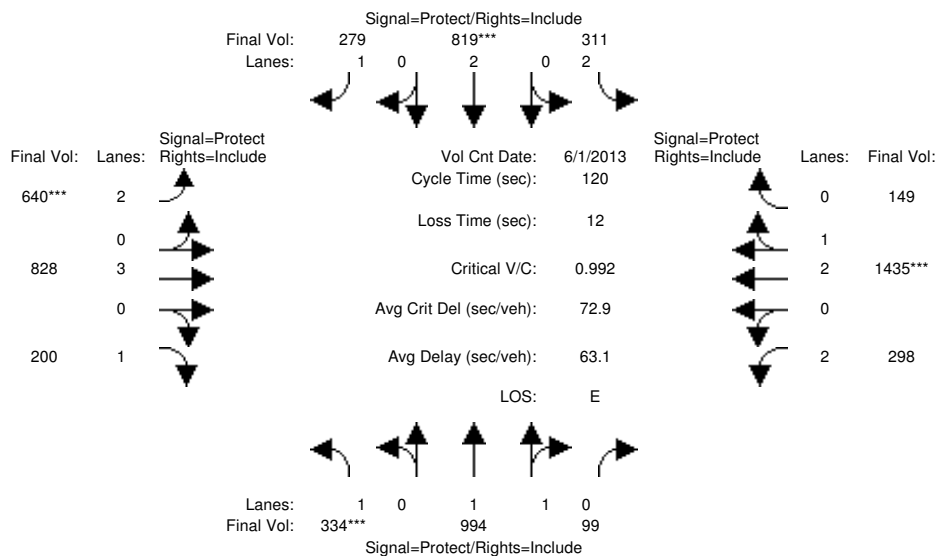 Signal=Protect/Rights=Include
Final Vol: 279 819*** 311
Lanes: 1 0 2 0 2
Signal=Protect
Final Vol: Lanes: Rights=Include
Vol Cnt Date: 6/1/2013
Signal=Protect
Rights=Include Lanes: Final Vol:
Cycle Time (sec): 120
640*** 2
0 149
Loss Time (sec): 12
0
1
828 3
Critical V/C: 0.992
2 1435***
0
Avg Crit Del (sec/veh): 72.9
0
200 1
Avg Delay (sec/veh): 63.1
2 298
LOS: E
Lanes: 1 0 1 1 0
Final Vol: 334*** 994 99
Signal=Protect/Rights=Include